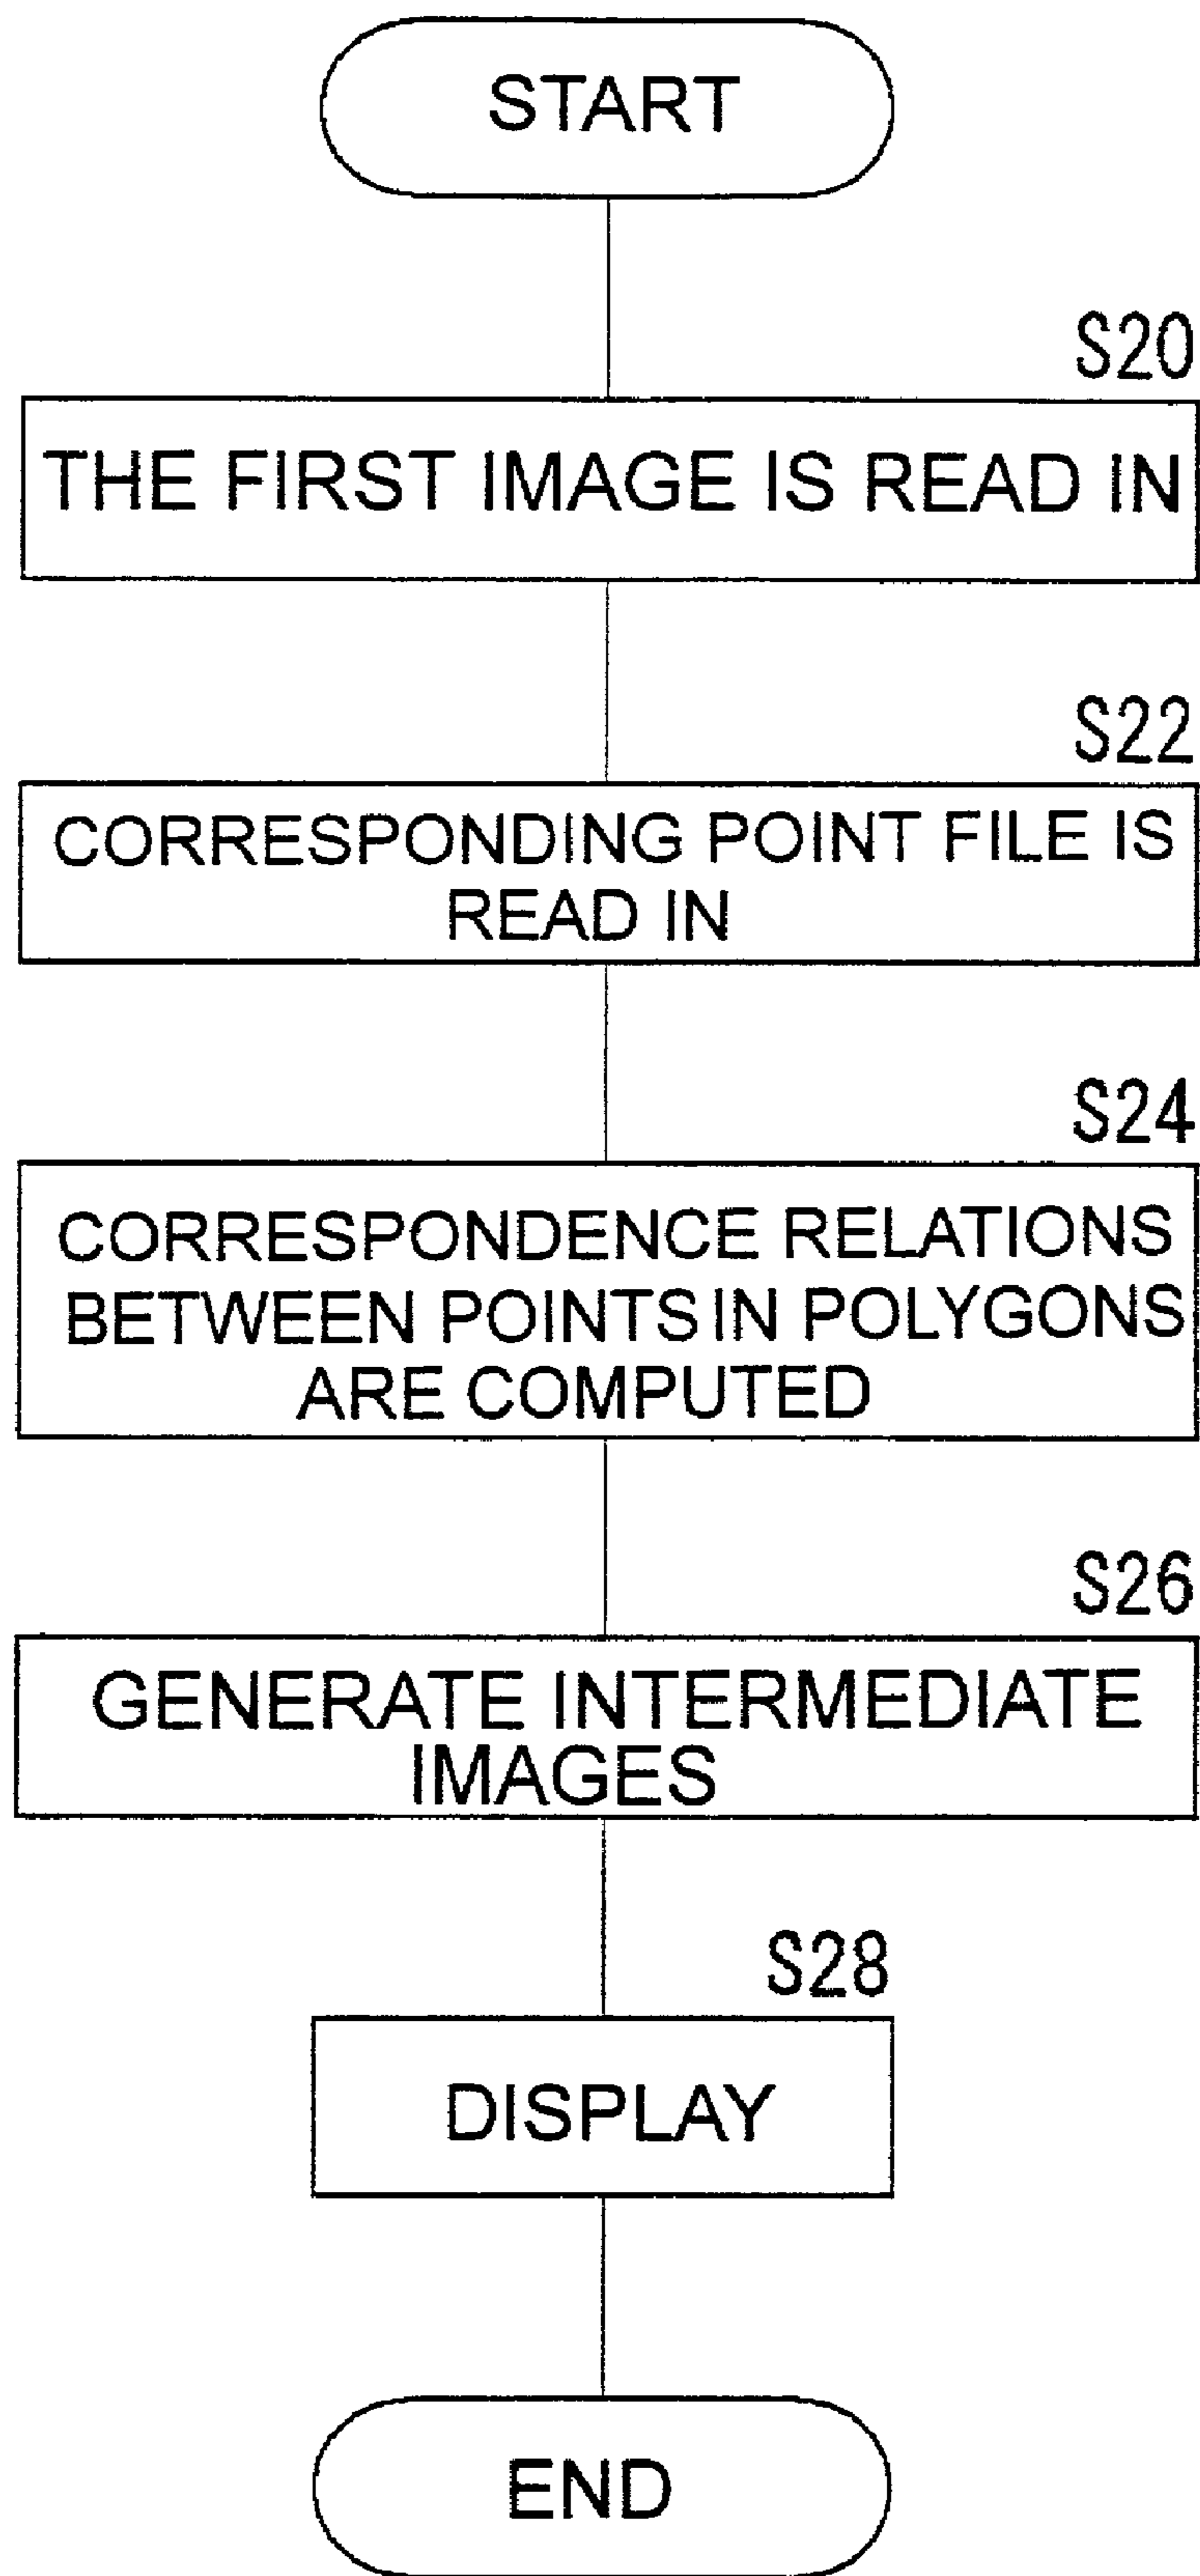 START
S20
THE FIRST IMAGE IS READ IN
S22
CORRESPONDING POINT FILE IS
READ IN
S24
CORRESPONDENCE RELATIONS
BETWEEN POINTS IN POLYGONS
ARE COMPUTED
S26
GENERATE INTERMEDIATE
IMAGES
S28
DISPLAY
END